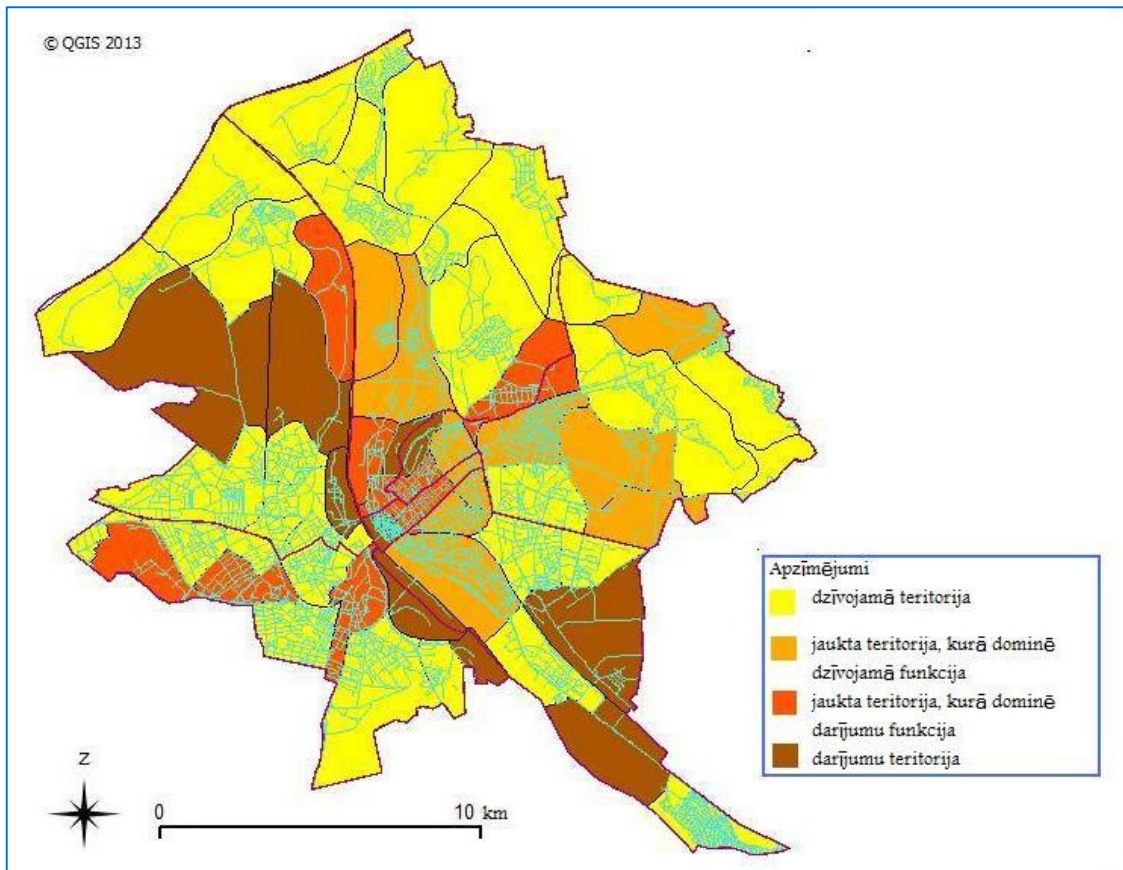 © QGIS 2013
Apzīmējumi
dzīvojamā teritorija
jaukta teritorija, kurā dominē
dzīvojamā funkcija
jaukta teritorija, kurā dominē
darījumu funkcija
darījumu teritorija
Z
0 10 km